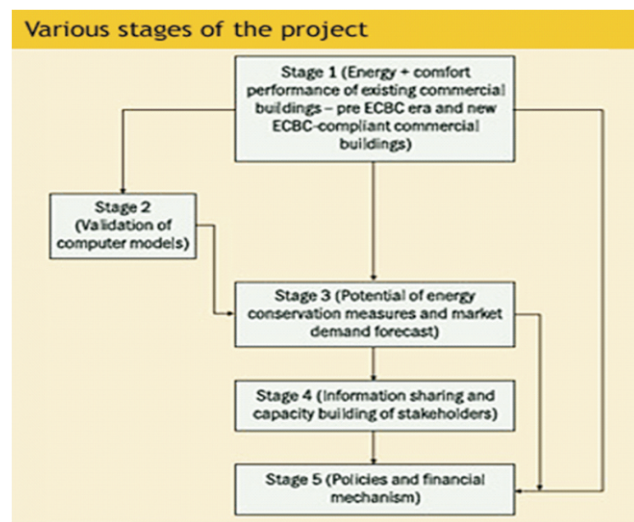 Various stages of the project
Stage 1 (Energy + comfort
performance of existing commercial
buildings – pre ECBC era and new
ECBC-compliant commercial
buildings)
Stage 2
(Validation of
computer models)
Stage 3 (Potential of energy
conservation measures and market
demand forecast)
Stage 4 (Information sharing and
capacity building of stakeholders)
Stage 5 (Policies and financial
mechanism)